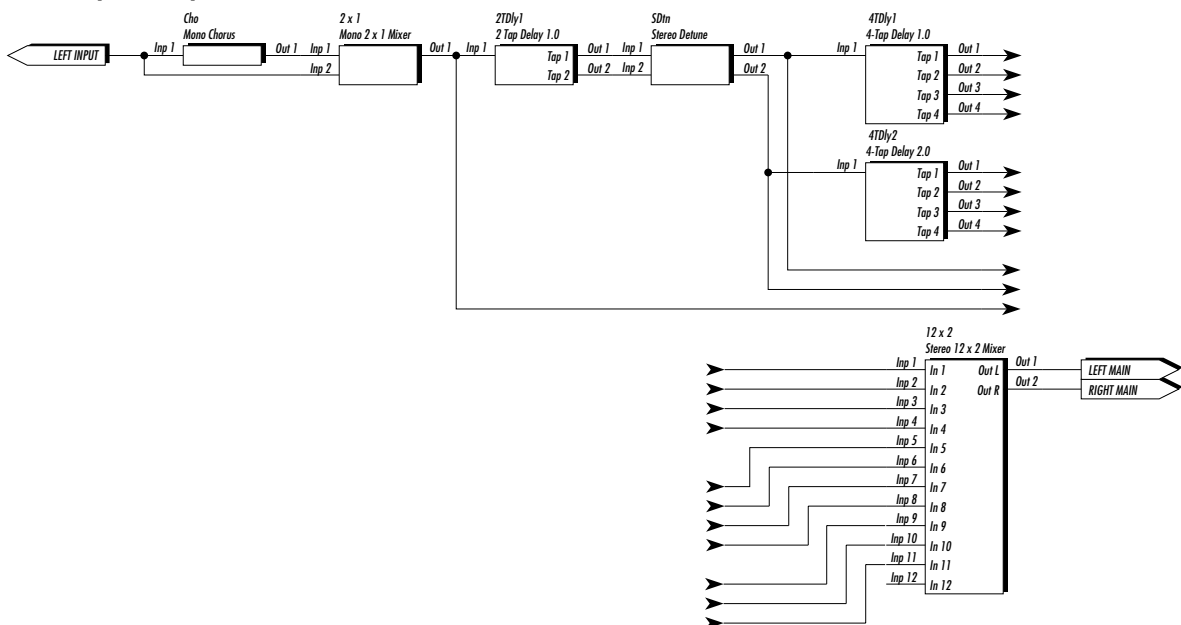 Cho
Mono Chorus
2 x 1
Mono 2 x 1 Mixer
2TDly1
2 Tap Delay 1.0
SDtn
Stereo Detune
4TDly1
4-Tap Delay 1.0
LEFT INPUT
Inp 1
Out 1
Inp 1
Inp 2
Out 1
Inp 1
Tap 1
Tap 2
Out 1
Out 2
Inp 1
Inp 2
Out 1
Out 2
Inp 1
Tap 1
Tap 2
Tap 3
Tap 4
Out 1
Out 2
Out 3
Out 4
4TDly2
4-Tap Delay 2.0
Inp 1
Tap 1
Tap 2
Tap 3
Tap 4
Out 1
Out 2
Out 3
Out 4
12 x 2
Stereo 12 x 2 Mixer
Inp 1 In 1 Out L Out 1 LEFT MAIN
Inp 2 In 2 Out R Out 2 RIGHT MAIN
Inp 3 In 3
Inp 4 In 4
Inp 5 In 5
Inp 6 In 6
Inp 7 In 7
Inp 8 In 8
Inp 9 In 9
Inp 10 In 10
Inp 11 In 11
Inp 12 In 12